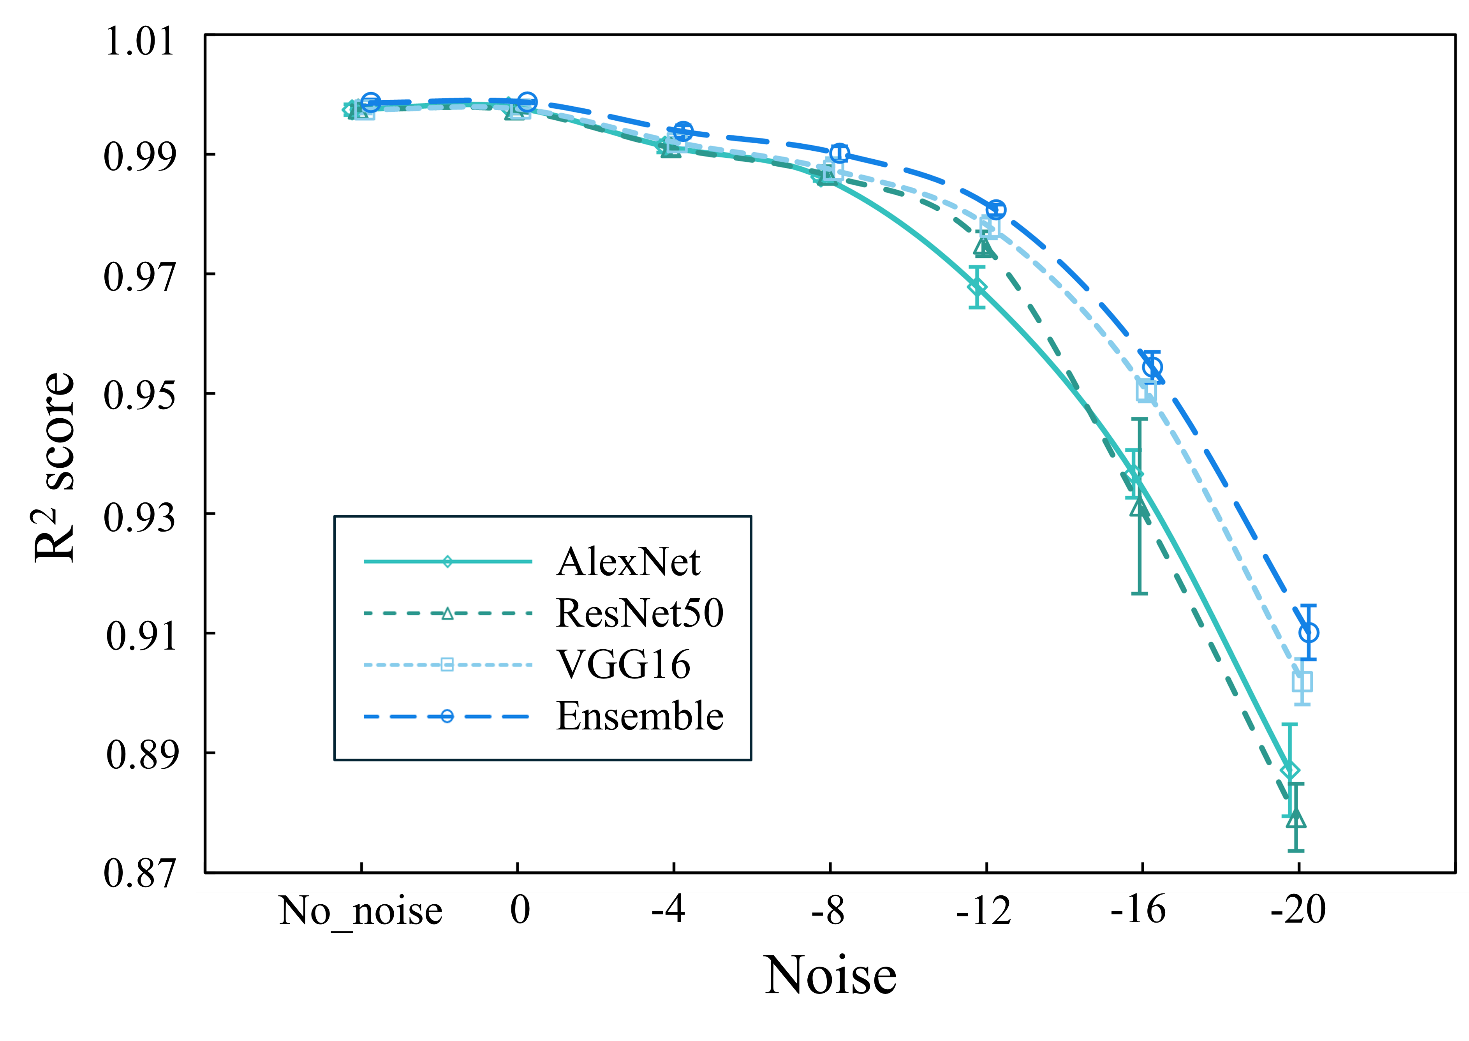 1.01
0.99
0.97
0.95
0.93
0.91
0.89
0.87
R² score
AlexNet
ResNet50
VGG16
Ensemble
No_noise 0 -4 -8 -12 -16 -20
Noise